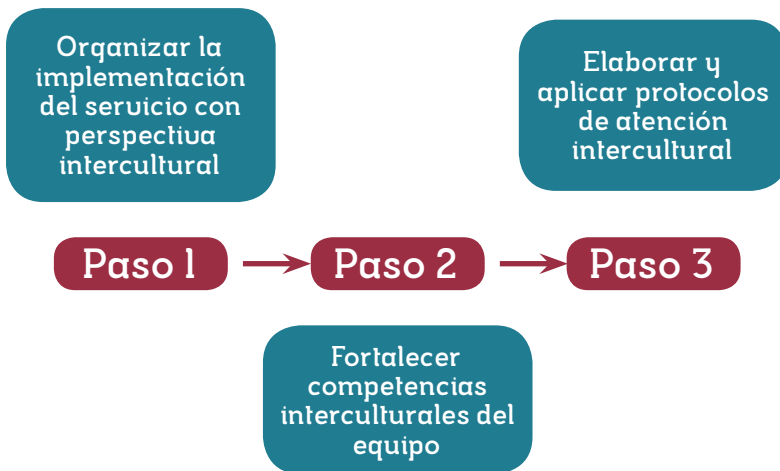 Organizar la
implementación
del servicio con
perspectiva
intercultural
Elaborar y
aplicar protocolos
de atención
intercultural
Paso 1
Paso 2
Paso 3
Fortalecer
competencias
interculturales del
equipo